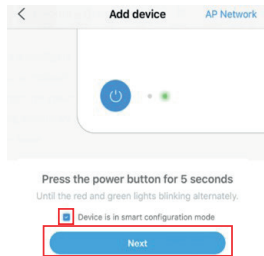 Add device
AP Network
Press the power button for 5 seconds
Until the red and green lights blinking alternately.
Device is in smart configuration mode
Next